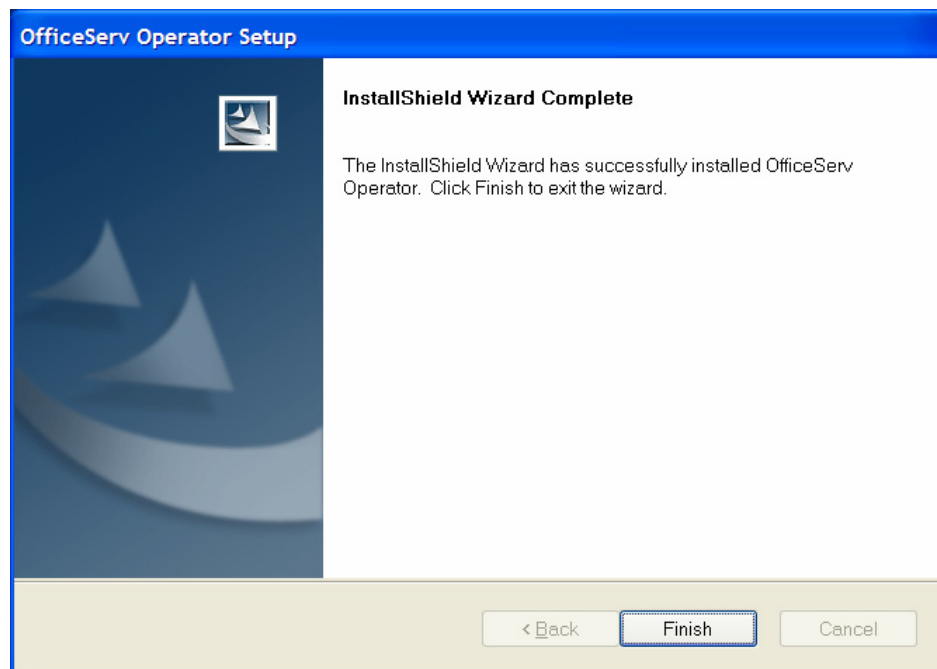 OfficeServ Operator Setup
InstallShield Wizard Complete
The InstallShield Wizard has successfully installed OfficeServ
Operator. Click Finish to exit the wizard.
< Back Finish Cancel